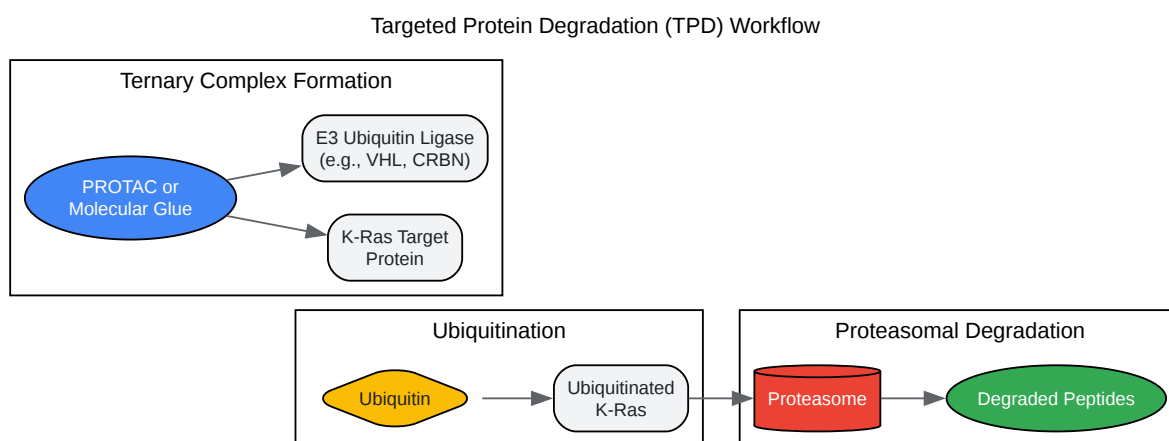 Targeted Protein Degradation (TPD) Workflow
Ternary Complex Formation
E3 Ubiquitin Ligase
(e.g., VHL, CRBN)
PROTAC or
Molecular Glue
K-Ras Target
Protein
Ubiquitination
Proteasomal Degradation
Ubiquitin
Ubiquitinated
K-Ras
Proteasome
Degraded Peptides